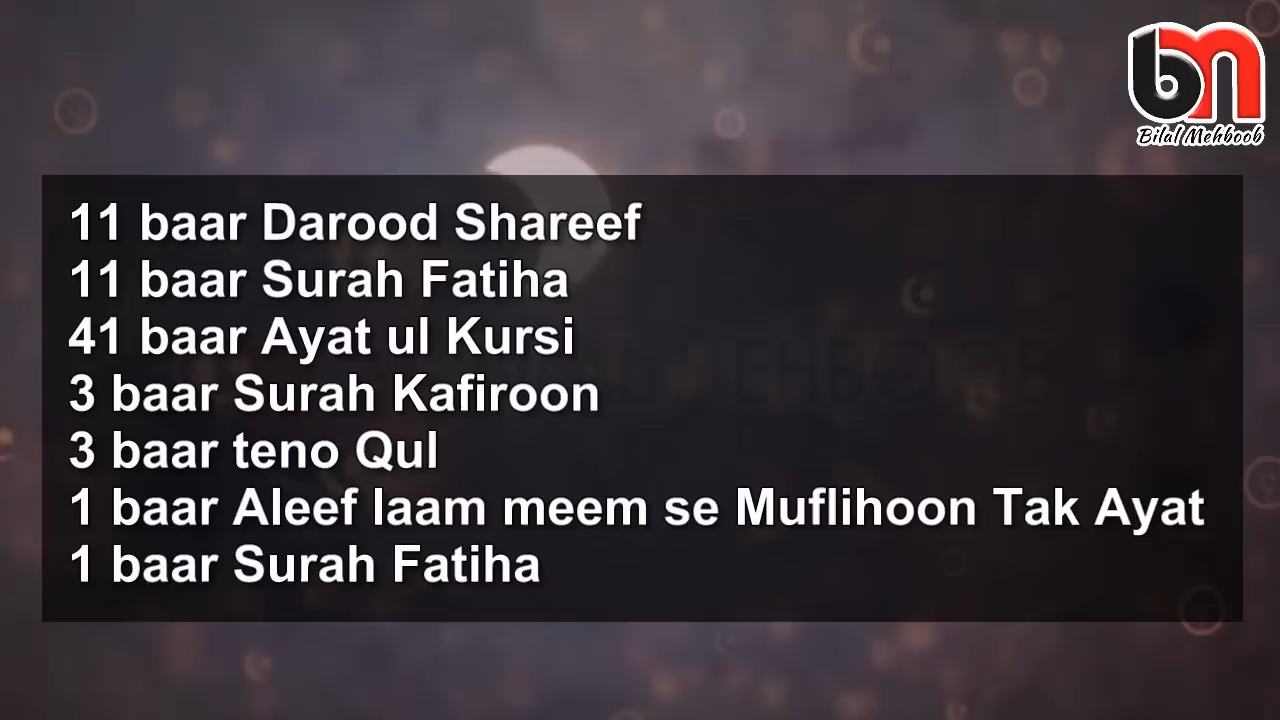 bm
Bilal Mehboob
11 baar Darood Shareef
11 baar Surah Fatiha
41 baar Ayat ul Kursi
3 baar Surah Kafiroon
3 baar teno Qul
1 baar Aleef laam meem se Muflihoon Tak Ayat
1 baar Surah Fatiha